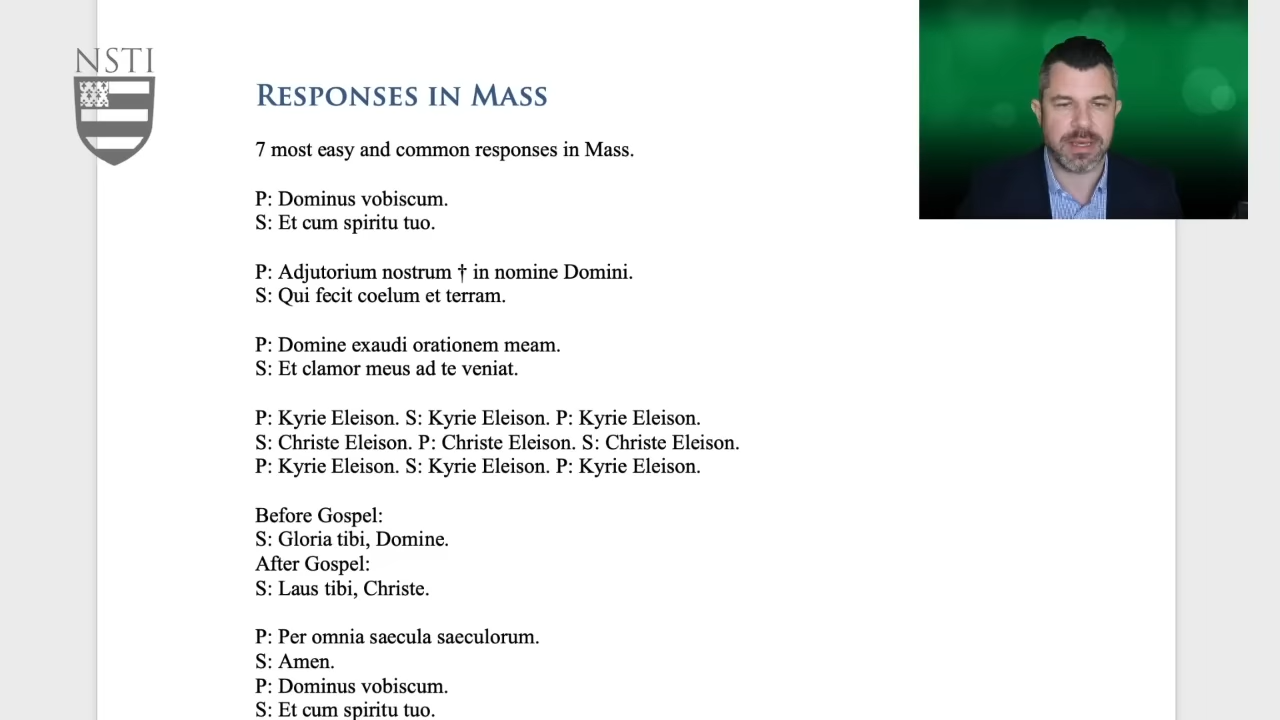 NSTI
RESPONSES IN MASS
7 most easy and common responses in Mass.
P: Dominus vobiscum.
S: Et cum spiritu tuo.
P: Adjutorium nostrum † in nomine Domini.
S: Qui fecit coelum et terram.
P: Domine exaudi orationem meam.
S: Et clamor meus ad te veniat.
P: Kyrie Eleison. S: Kyrie Eleison. P: Kyrie Eleison.
S: Christe Eleison. P: Christe Eleison. S: Christe Eleison.
P: Kyrie Eleison. S: Kyrie Eleison. P: Kyrie Eleison.
Before Gospel:
S: Gloria tibi, Domine.
After Gospel:
S: Laus tibi, Christe.
P: Per omnia saecula saeculorum.
S: Amen.
P: Dominus vobiscum.
S: Et cum spiritu tuo.